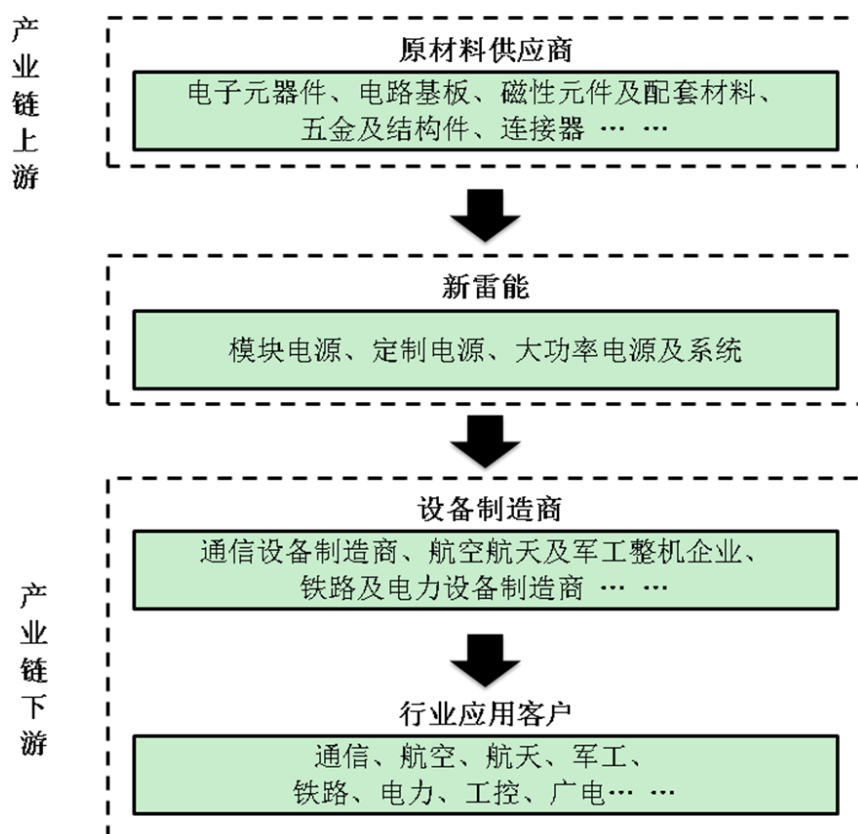 产业链上游
原材料供应商
电子元器件、电路基板、磁性元件及配套材料、
五金及结构件、连接器 … …
新雷能
模块电源、定制电源、大功率电源及系统
产业链下游
设备制造商
通信设备制造商、航空航天及军工整机企业、
铁路及电力设备制造商 … …
行业应用客户
通信、航空、航天、军工、
铁路、电力、工控、广电… …